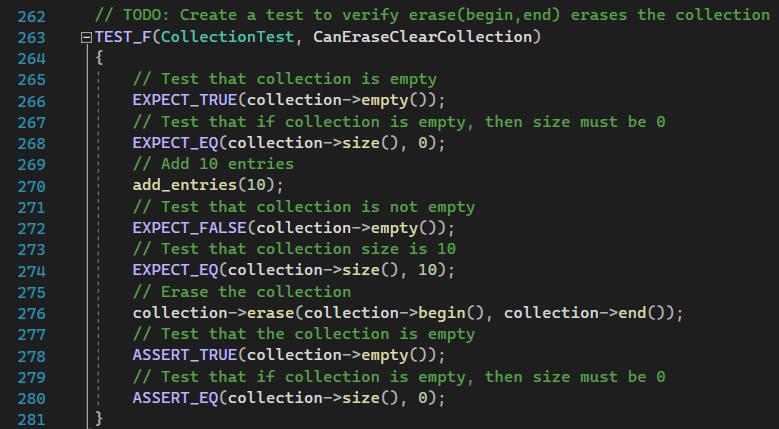 262 // TODO: Create a test to verify erase(begin,end) erases the collection
263 TEST_F(CollectionTest, CanEraseClearCollection)
264 {
265     // Test that collection is empty
266     EXPECT_TRUE(collection->empty());
267     // Test that if collection is empty, then size must be 0
268     EXPECT_EQ(collection->size(), 0);
269     // Add 10 entries
270     add_entries(10);
271     // Test that collection is not empty
272     EXPECT_FALSE(collection->empty());
273     // Test that collection size is 10
274     EXPECT_EQ(collection->size(), 10);
275     // Erase the collection
276     collection->erase(collection->begin(), collection->end());
277     // Test that the collection is empty
278     ASSERT_TRUE(collection->empty());
279     // Test that if collection is empty, then size must be 0
280     ASSERT_EQ(collection->size(), 0);
281 }